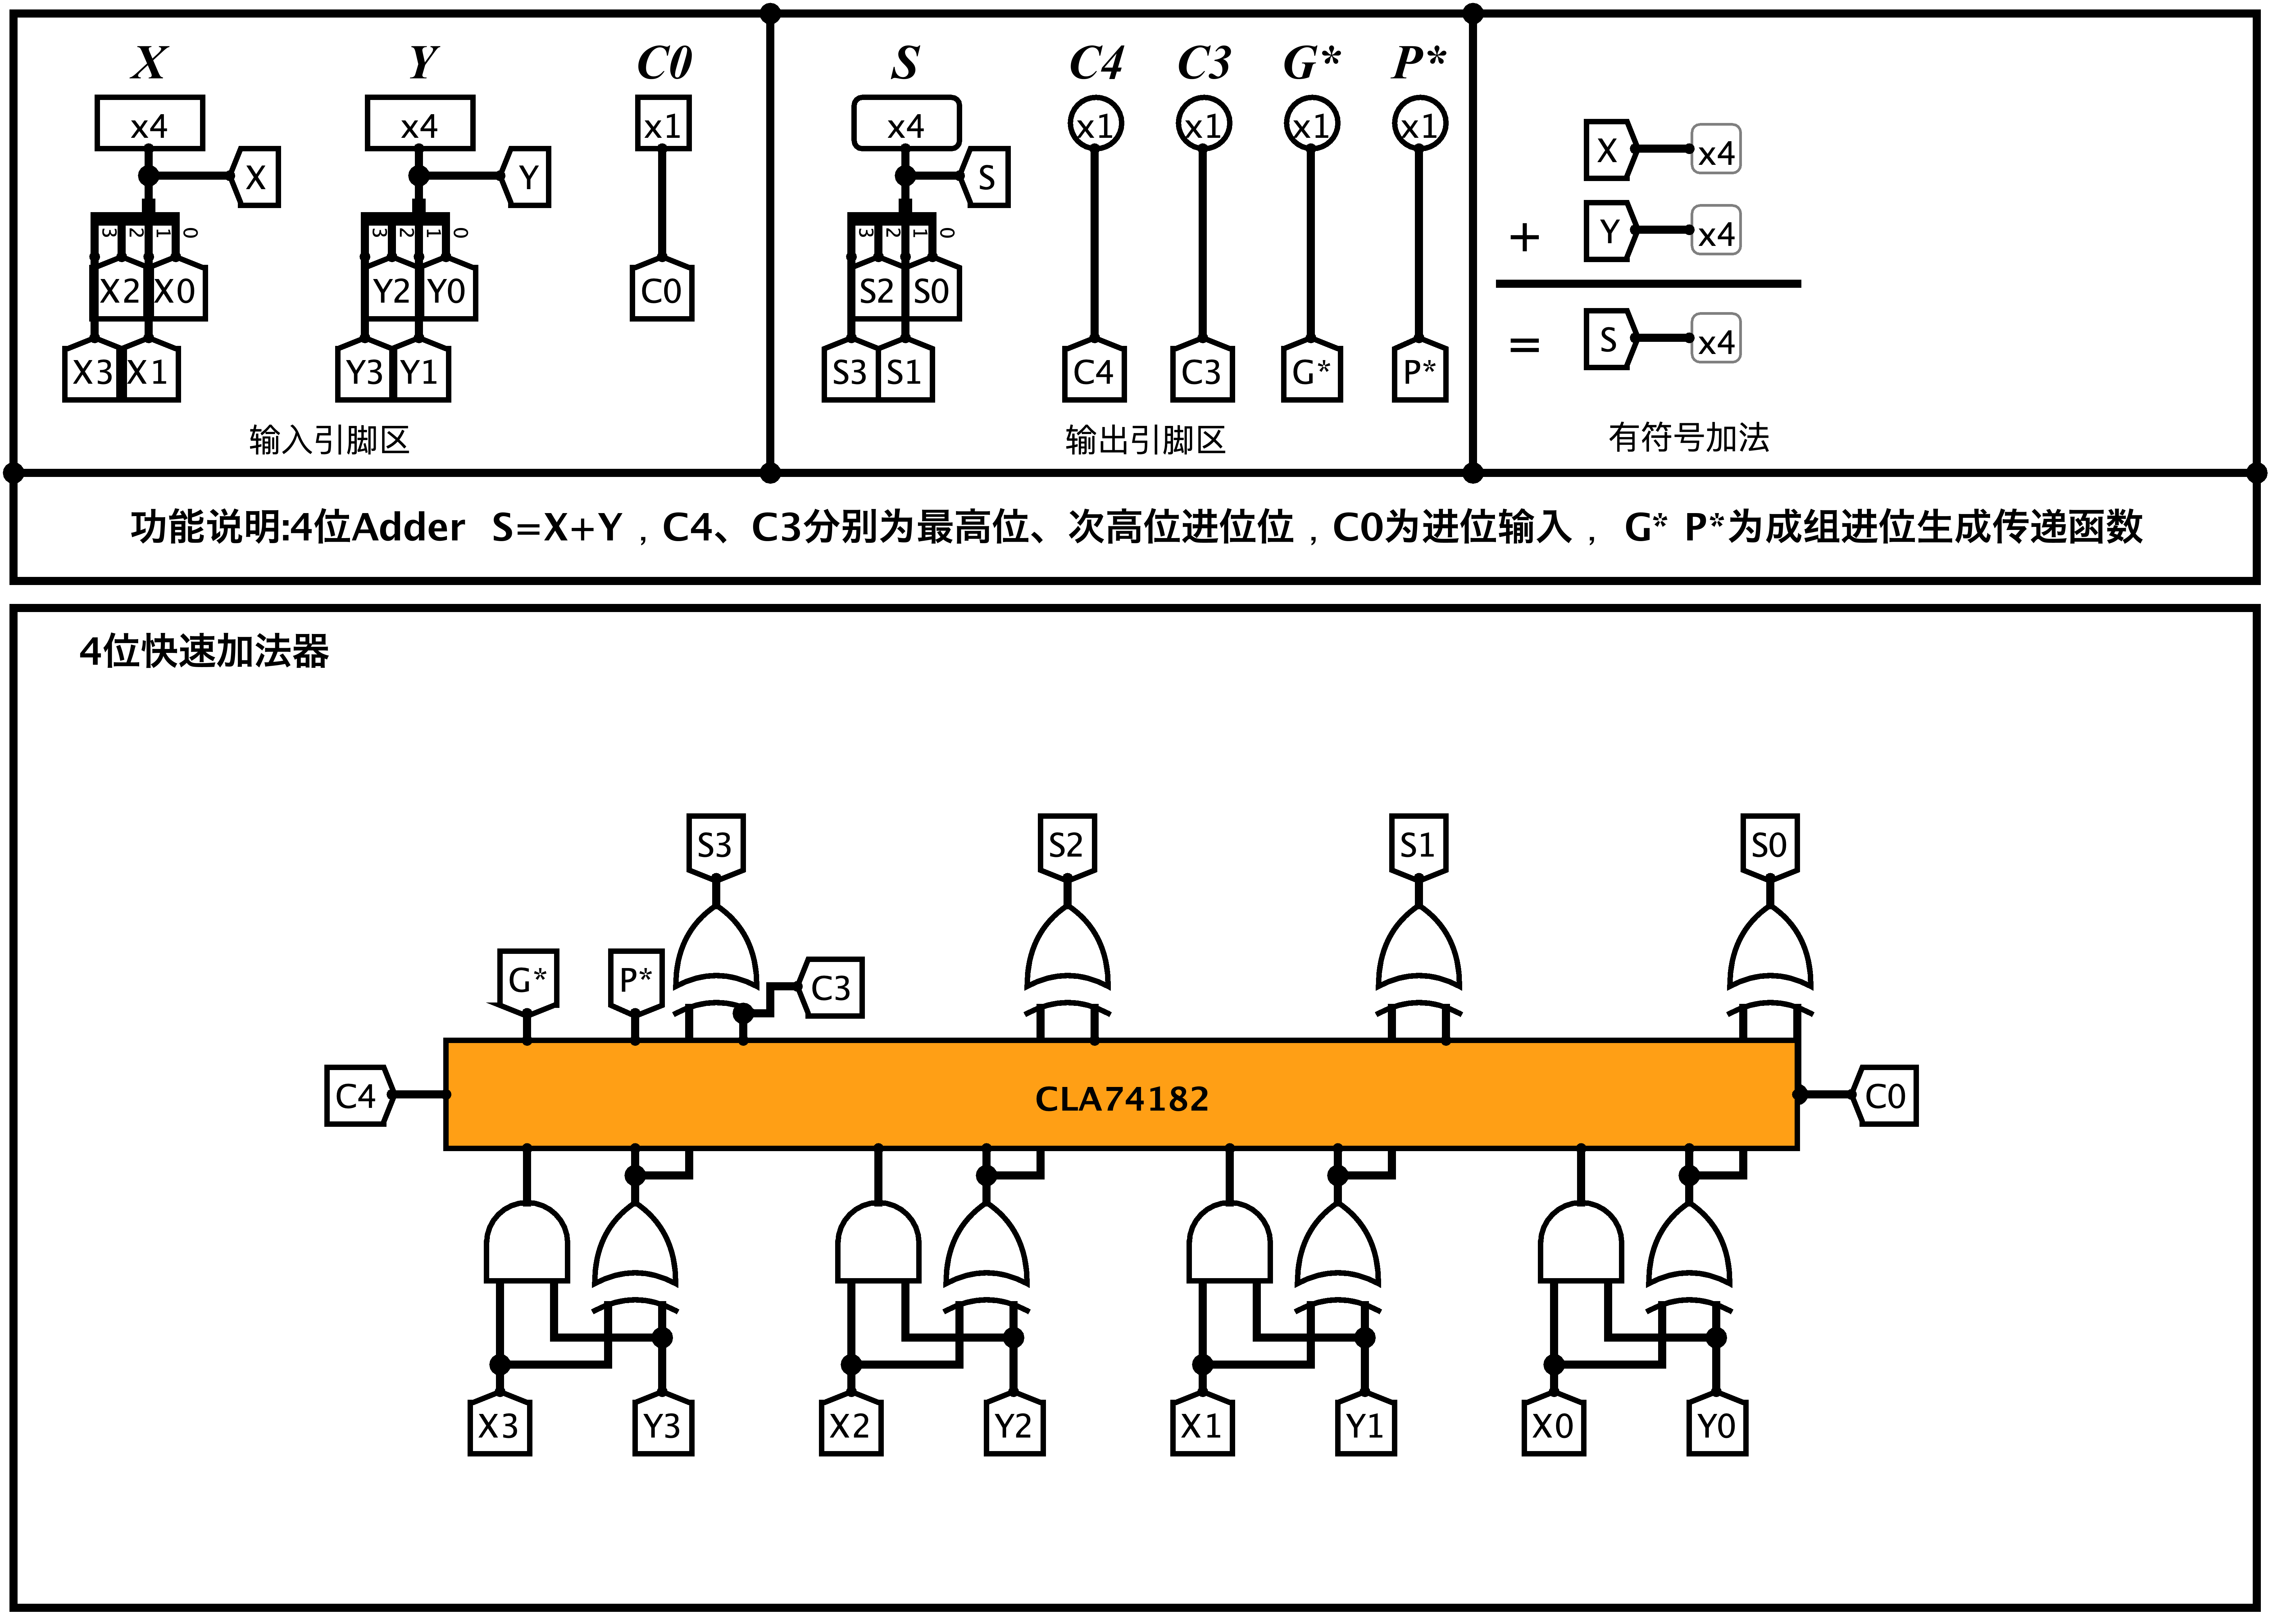 X Y C0 S C4 C3 G* P*
x4 x4 x1 x4 x1 x1 x1 x1
X x4
X Y S
Y x4
+
3 2 1 0 3 2 1 0 3 2 1 0
X2 X0 Y2 Y0 C0 S2 S0
S x4
=
X3 X1 Y3 Y1 S3 S1 C4 C3 G* P*
输入引脚区 输出引脚区 有符号加法
功能说明:4位Adder S=X+Y，C4、C3分别为最高位、次高位进位位，C0为进位输入， G* P*为成组进位生成传递函数
4位快速加法器
S3 S2 S1 S0
G* P* C3
C4 CLA74182 C0
X3 Y3 X2 Y2 X1 Y1 X0 Y0